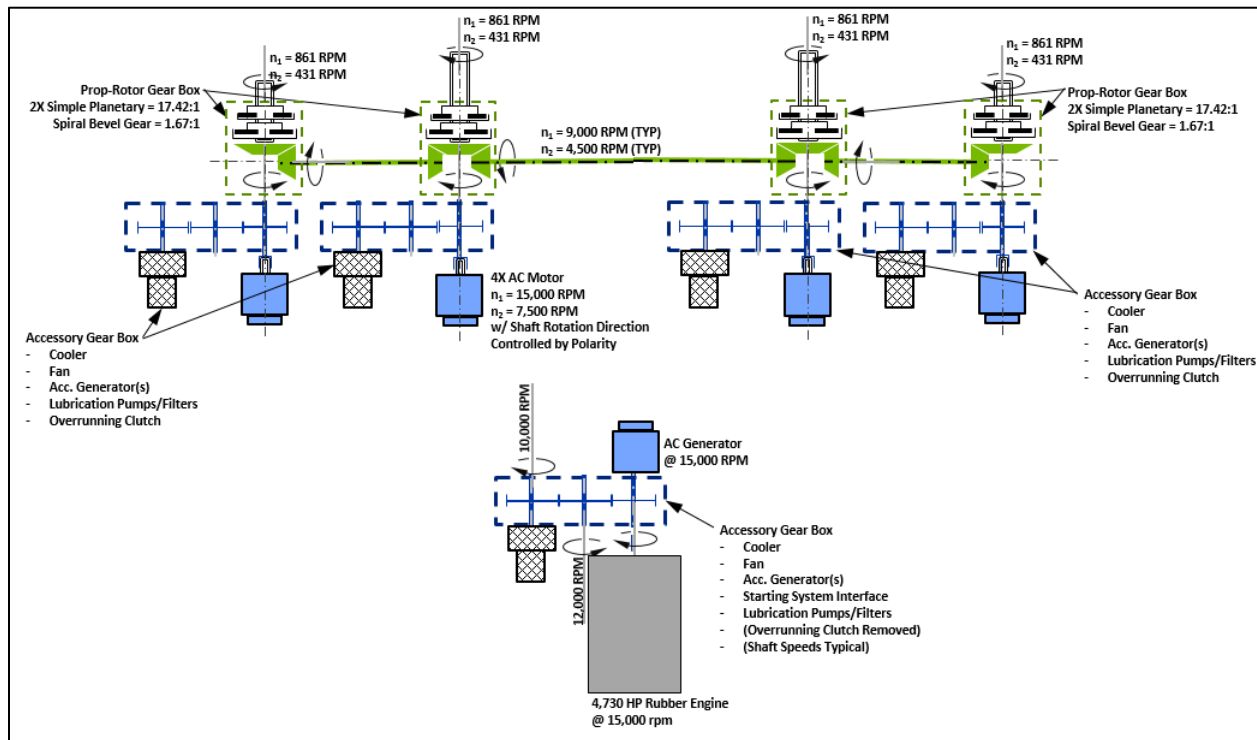 n₁ = 861 RPM
n₂ = 431 RPM
n₁ = 861 RPM
n₂ = 431 RPM
n₁ = 861 RPM
n₂ = 431 RPM
n₁ = 861 RPM
n₂ = 431 RPM
Prop-Rotor Gear Box
2X Simple Planetary = 17.42:1
Spiral Bevel Gear = 1.67:1
Prop-Rotor Gear Box
2X Simple Planetary = 17.42:1
Spiral Bevel Gear = 1.67:1
n₁ = 9,000 RPM (TYP)
n₂ = 4,500 RPM (TYP)
4X AC Motor
n₁ = 15,000 RPM
n₂ = 7,500 RPM
w/ Shaft Rotation Direction
Controlled by Polarity
Accessory Gear Box
- Cooler
- Fan
- Acc. Generator(s)
- Lubrication Pumps/Filters
- Overrunning Clutch
Accessory Gear Box
- Cooler
- Fan
- Acc. Generator(s)
- Lubrication Pumps/Filters
- Overrunning Clutch
10,000 RPM
AC Generator
@ 15,000 RPM
12,000 RPM
Accessory Gear Box
- Cooler
- Fan
- Acc. Generator(s)
- Starting System Interface
- Lubrication Pumps/Filters
- (Overrunning Clutch Removed)
- (Shaft Speeds Typical)
4,730 HP Rubber Engine
@ 15,000 rpm